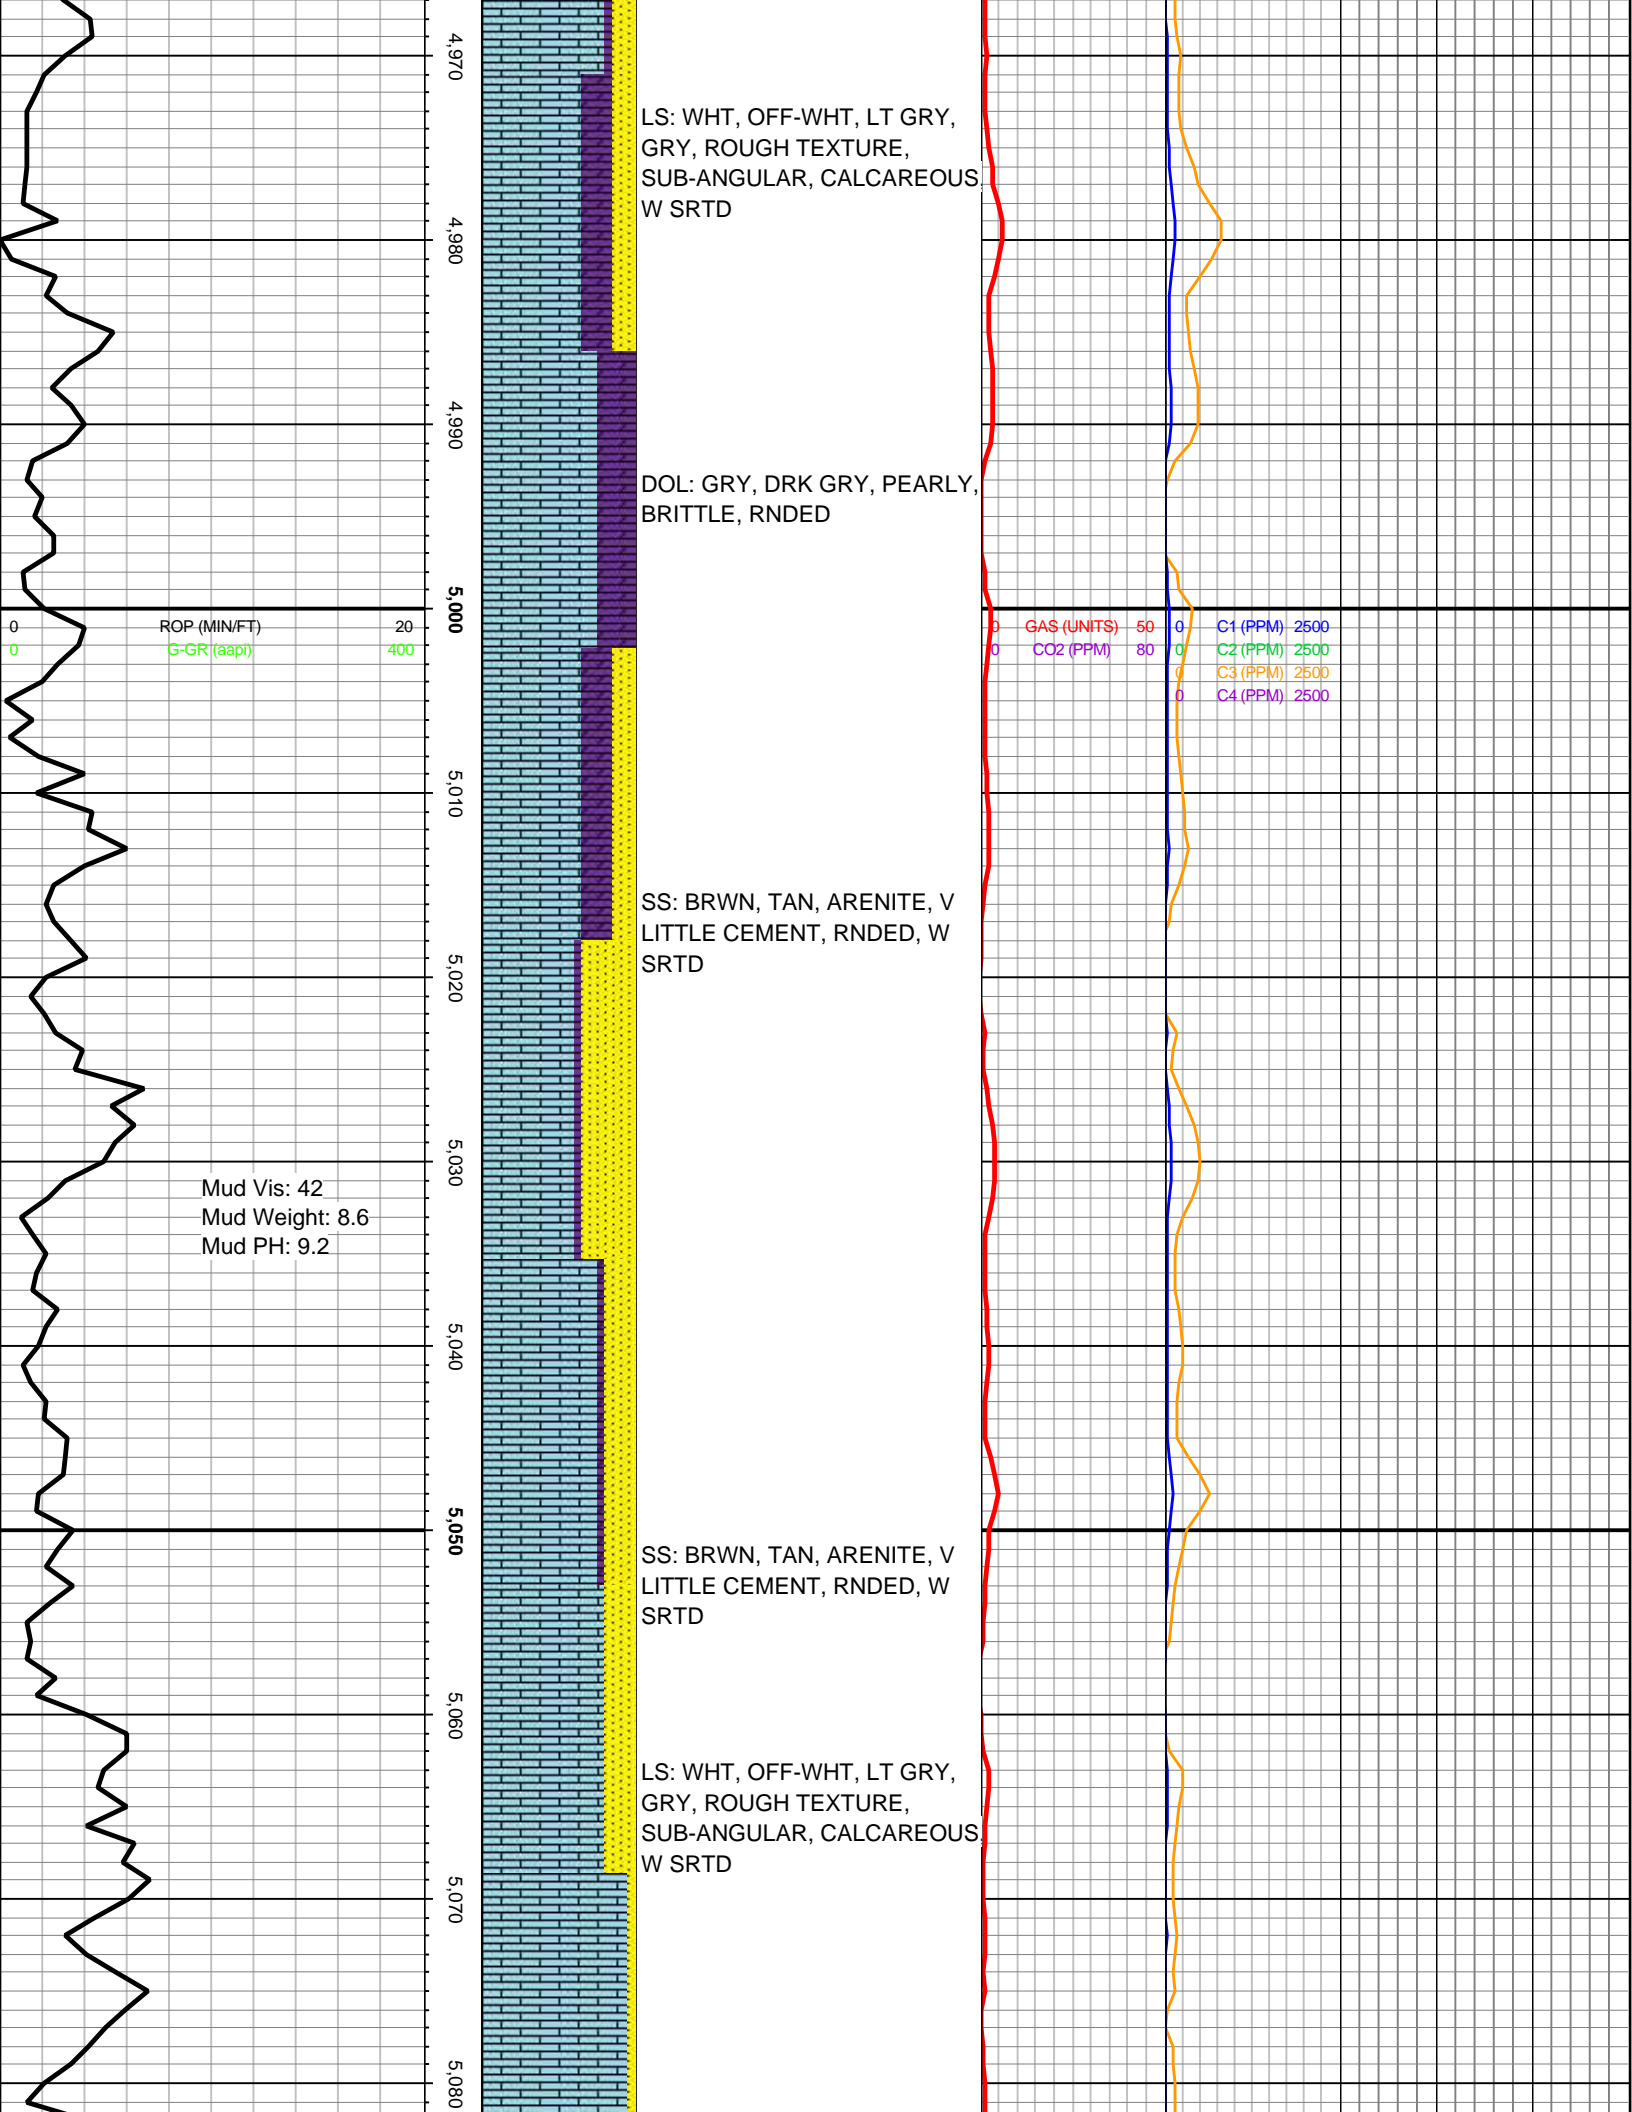 4,970
LS: WHT, OFF-WHT, LT GRY,
GRY, ROUGH TEXTURE,
SUB-ANGULAR, CALCAREOUS,
W SRTD
4,980
4,990
DOL: GRY, DRK GRY, PEARLY,
BRITTLE, RNDED
5,000
0 ROP (MIN/FT) 20
0 G-GR (aapi) 400
0 GAS (UNITS) 50
0 CO2 (PPM) 80
0 C1 (PPM) 2500
0 C2 (PPM) 2500
0 C3 (PPM) 2500
0 C4 (PPM) 2500
5,010
SS: BRWN, TAN, ARENITE, V
LITTLE CEMENT, RNDED, W
SRTD
5,020
5,030
Mud Vis: 42
Mud Weight: 8.6
Mud PH: 9.2
5,040
5,050
SS: BRWN, TAN, ARENITE, V
LITTLE CEMENT, RNDED, W
SRTD
5,060
LS: WHT, OFF-WHT, LT GRY,
GRY, ROUGH TEXTURE,
SUB-ANGULAR, CALCAREOUS,
W SRTD
5,070
5,080